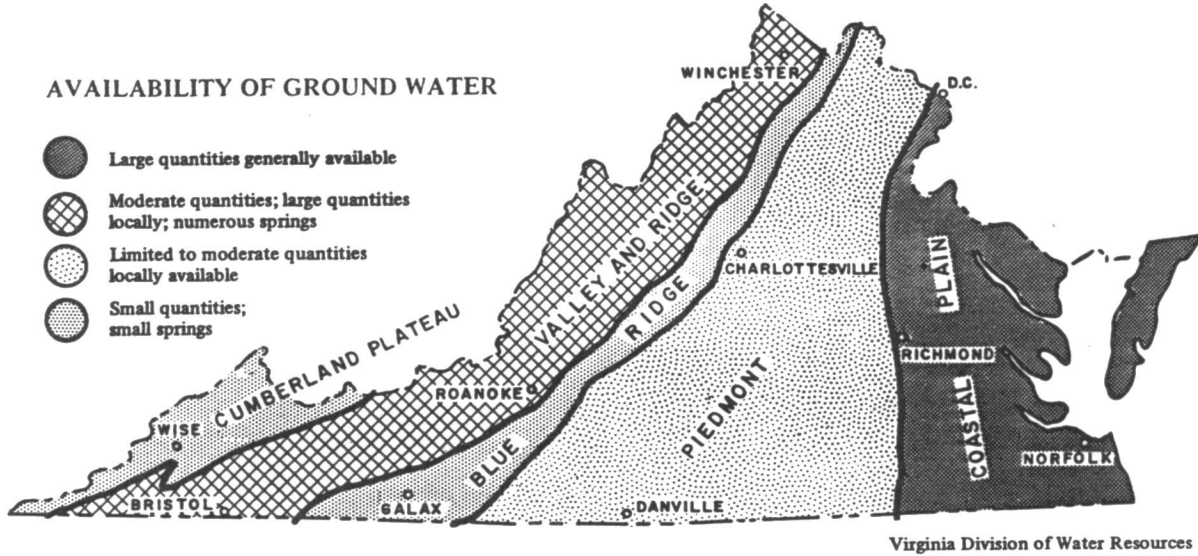 AVAILABILITY OF GROUND WATER
Large quantities generally available
Moderate quantities; large quantities
locally; numerous springs
Limited to moderate quantities
locally available
Small quantities;
small springs
WINCHESTER
D.C.
VALLEY AND RIDGE
CHARLOTTESVILLE
BLUE RIDGE
COASTAL PLAIN
CUMBERLAND PLATEAU
RICHMOND
ROANOKE
PIEDMONT
WISE
NORFOLK
BRISTOL
GALAX
DANVILLE
Virginia Division of Water Resources